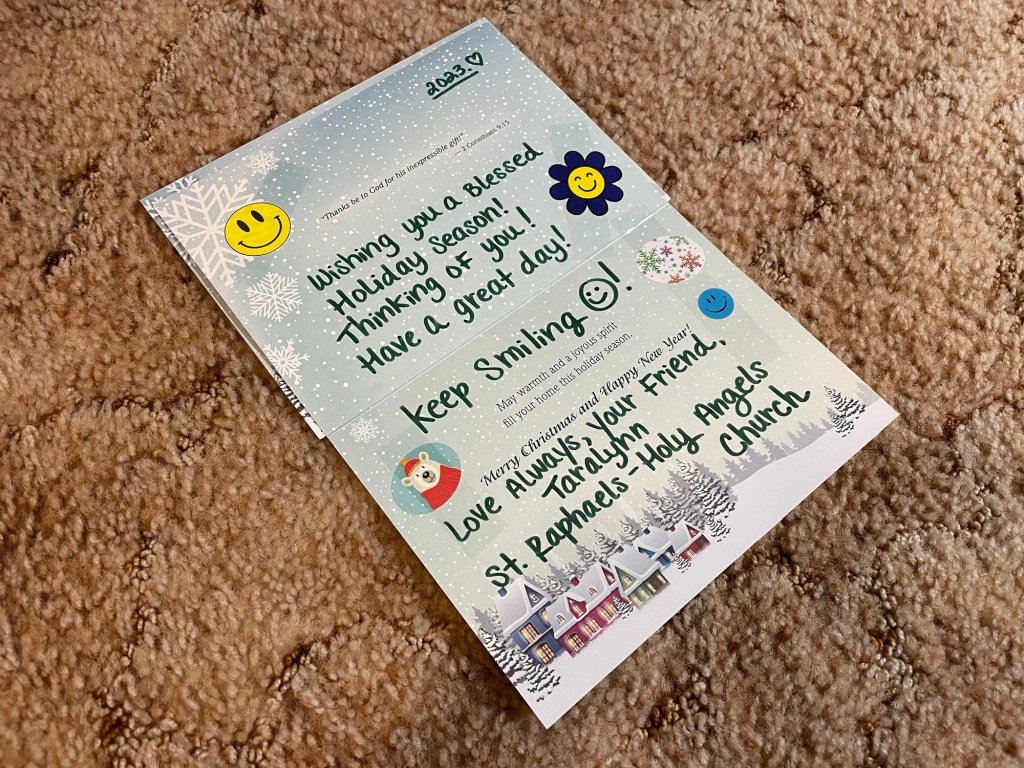 2023.♡
"Thanks be to God for his inexpressible gift!"
— 2 Corinthians 9:15
Wishing you a Blessed
Holiday Season!
Thinking of you!
Have a great day!
Keep Smiling ☺!
May warmth and a joyous spirit
fill your home this holiday season.
Merry Christmas and Happy New Year!
Love Always, Your Friend,
Taralynn
St. Raphaels - Holy Angels
Church